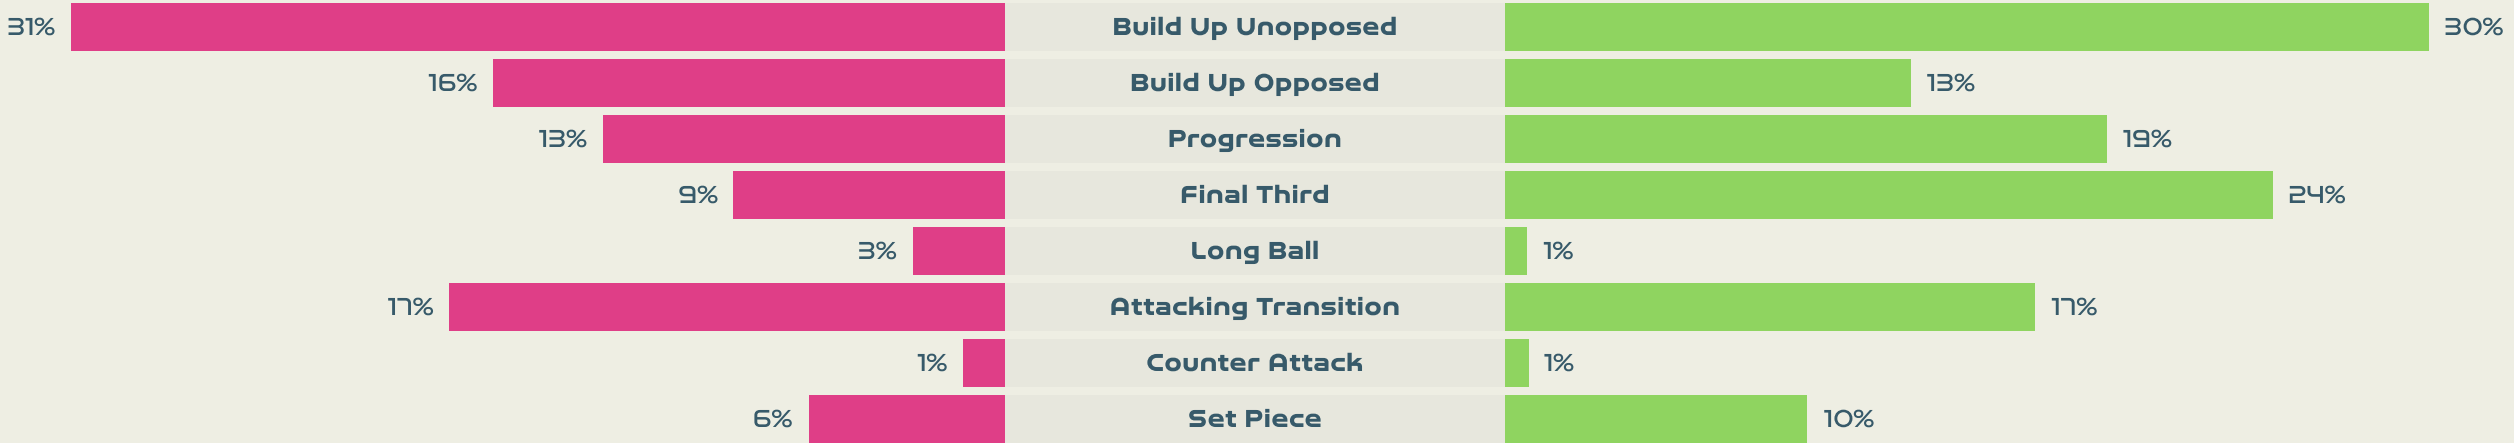 31% Build Up Unopposed 30%
16% Build Up Opposed 13%
13% Progression 19%
9% Final Third 24%
3% Long Ball 1%
17% Attacking Transition 17%
1% Counter Attack 1%
6% Set Piece 10%